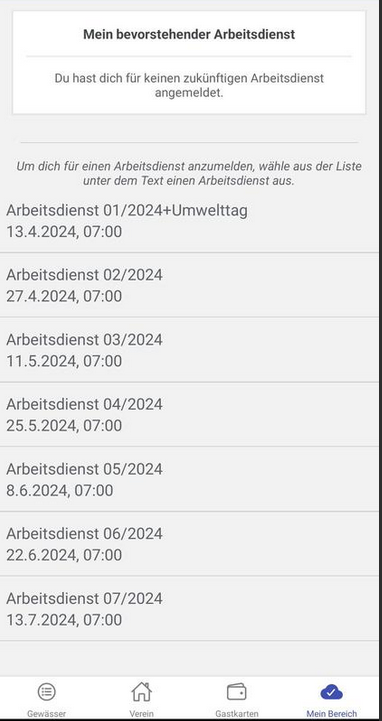 Mein bevorstehender Arbeitsdienst
Du hast dich für keinen zukünftigen Arbeitsdienst
angemeldet.
Um dich für einen Arbeitsdienst anzumelden, wähle aus der Liste
unter dem Text einen Arbeitsdienst aus.
Arbeitsdienst 01/2024+Umwelttag
13.4.2024, 07:00
Arbeitsdienst 02/2024
27.4.2024, 07:00
Arbeitsdienst 03/2024
11.5.2024, 07:00
Arbeitsdienst 04/2024
25.5.2024, 07:00
Arbeitsdienst 05/2024
8.6.2024, 07:00
Arbeitsdienst 06/2024
22.6.2024, 07:00
Arbeitsdienst 07/2024
13.7.2024, 07:00
Gewässer Verein Gastkarten Mein Bereich